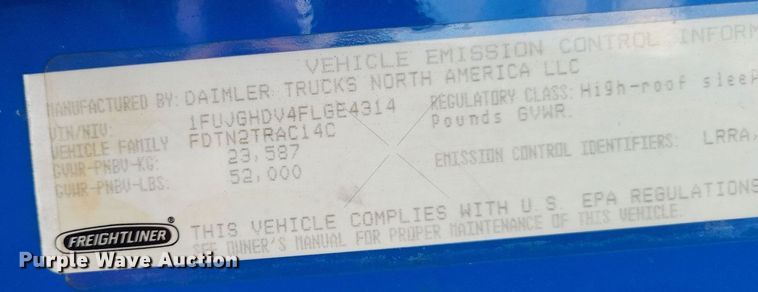 VEHICLE EMISSION CONTROL INFORM
MANUFACTURED BY: DAIMLER TRUCKS NORTH AMERICA LLC
VIN/NIV: 1FUJGHDV4FLGE4314
REGULATORY CLASS: High-roof sleep
Pounds GVWR.
VEHICLE FAMILY FDTN2TRAC14C
GVWR-PNBV-KG: 23,587
GVWR-PNBV-LBS: 52,000
EMISSION CONTROL IDENTIFIERS: LRRA,
FREIGHTLINER®
THIS VEHICLE COMPLIES WITH U.S. EPA REGULATIONS
SEE OWNER'S MANUAL FOR PROPER MAINTENANCE OF THIS VEHICLE.
Purple Wave Auction